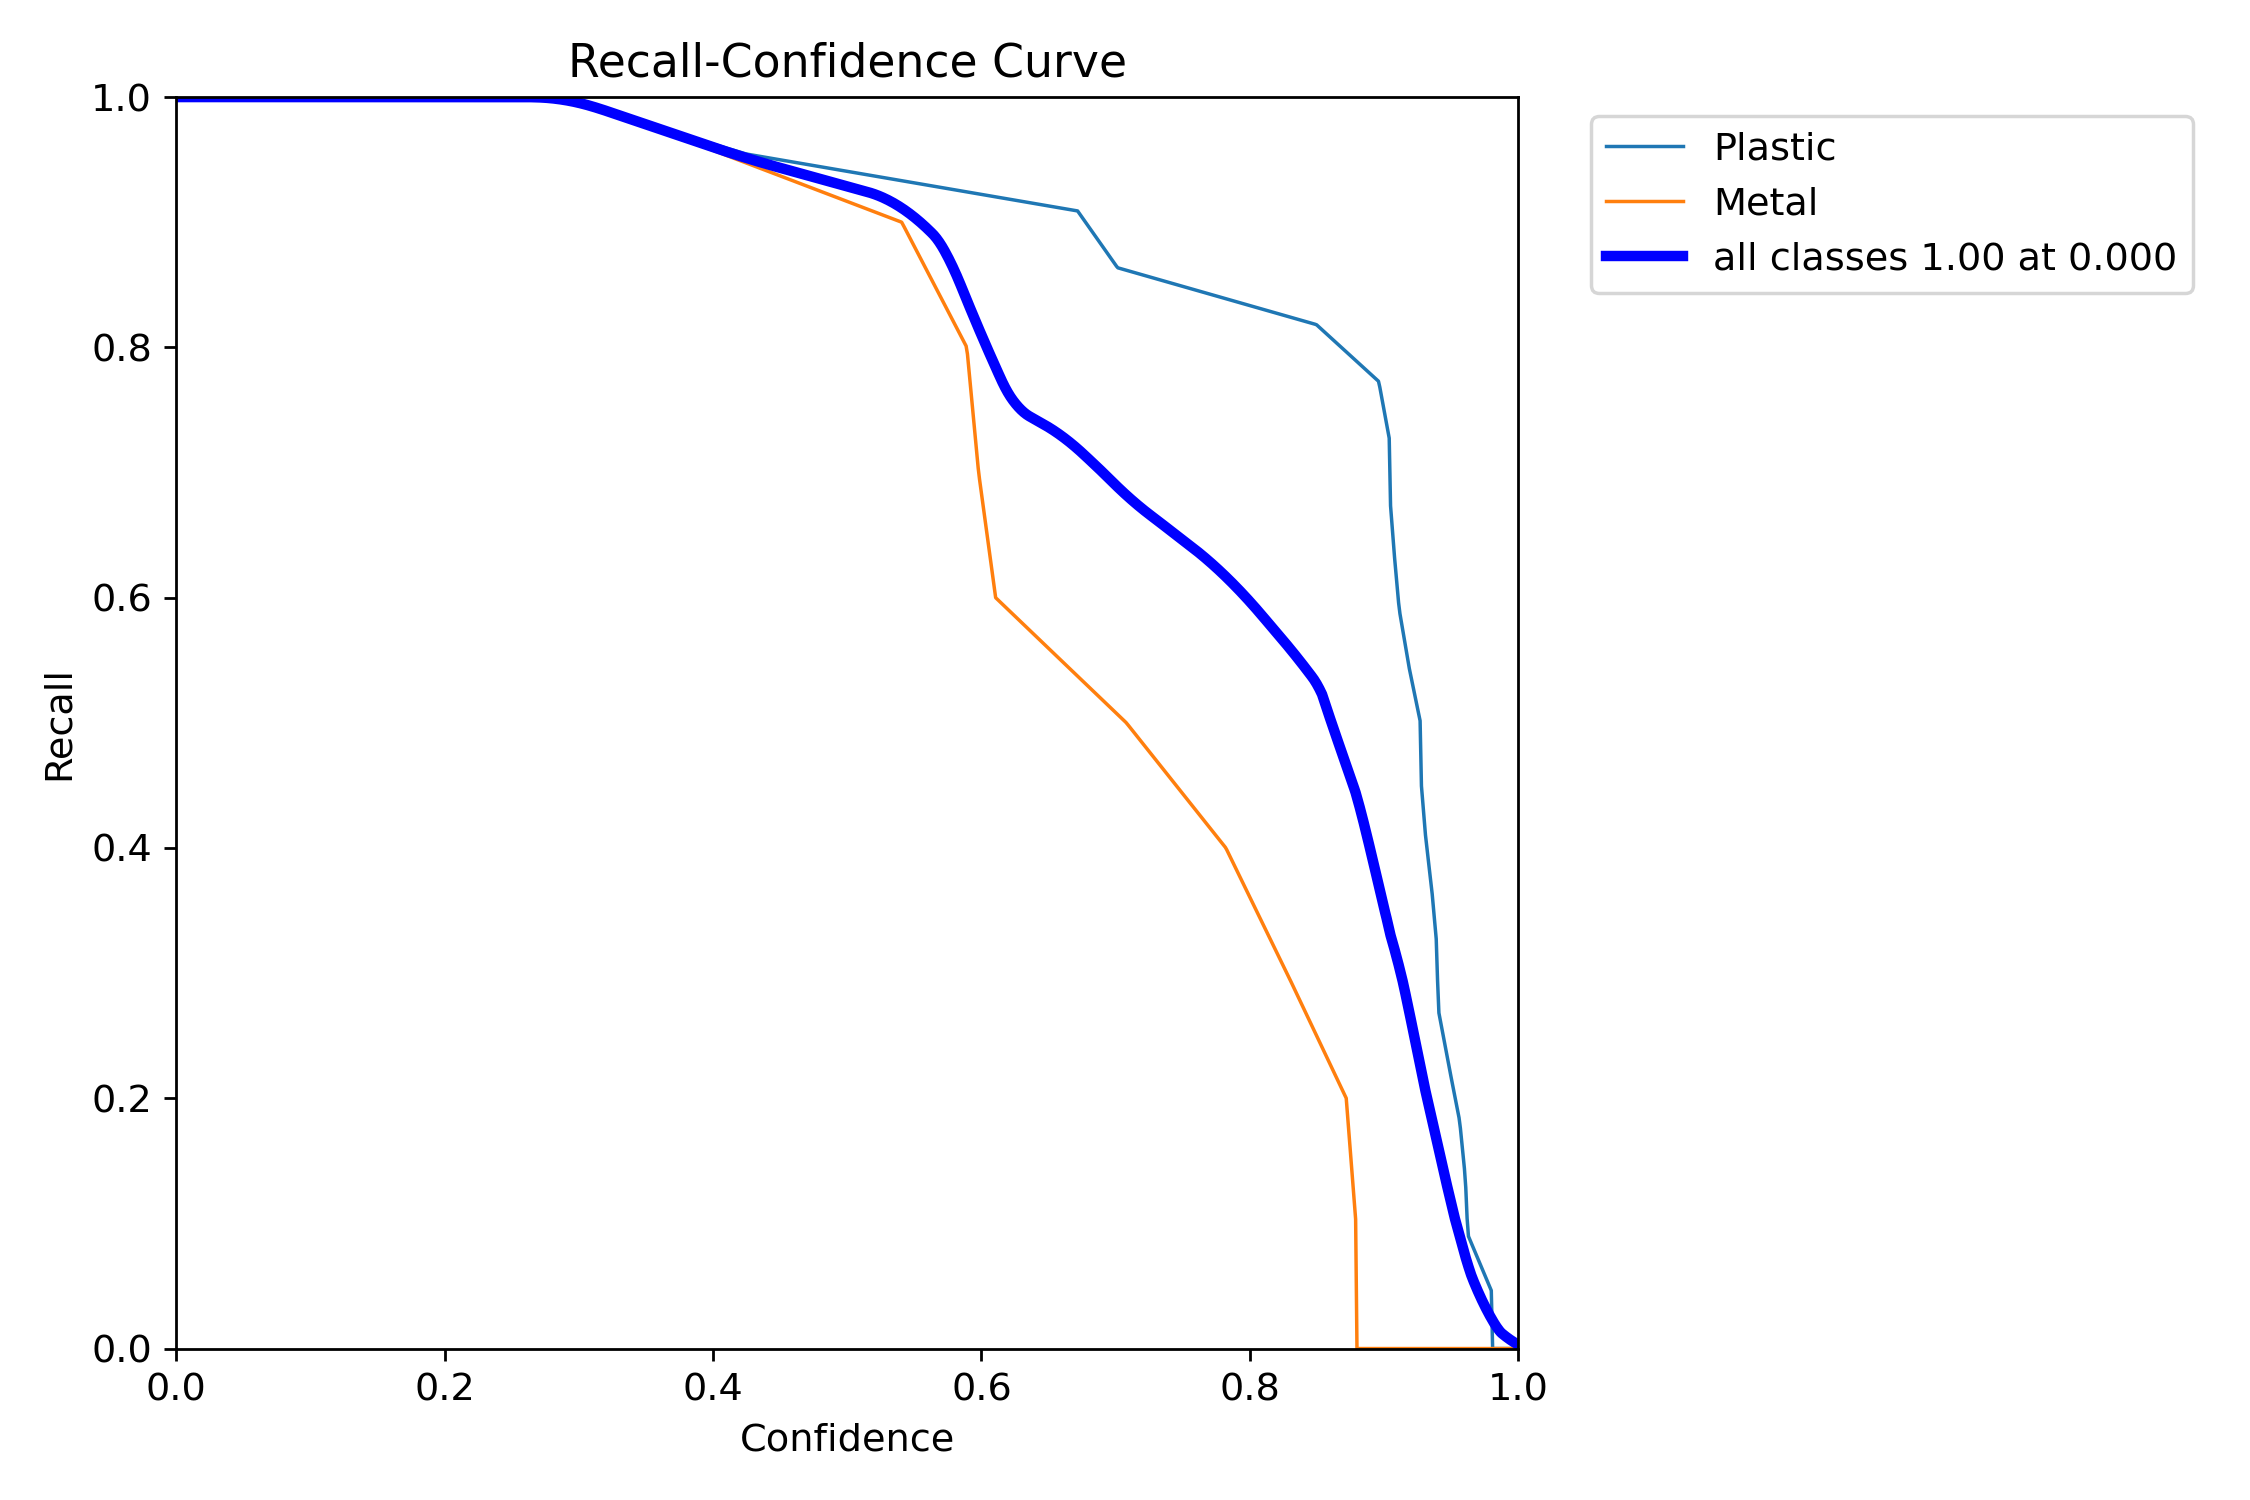 Recall-Confidence Curve
1.0
0.8
0.6
0.4
0.2
0.0
Recall
0.0 0.2 0.4 0.6 0.8 1.0
Confidence
Plastic
Metal
all classes 1.00 at 0.000